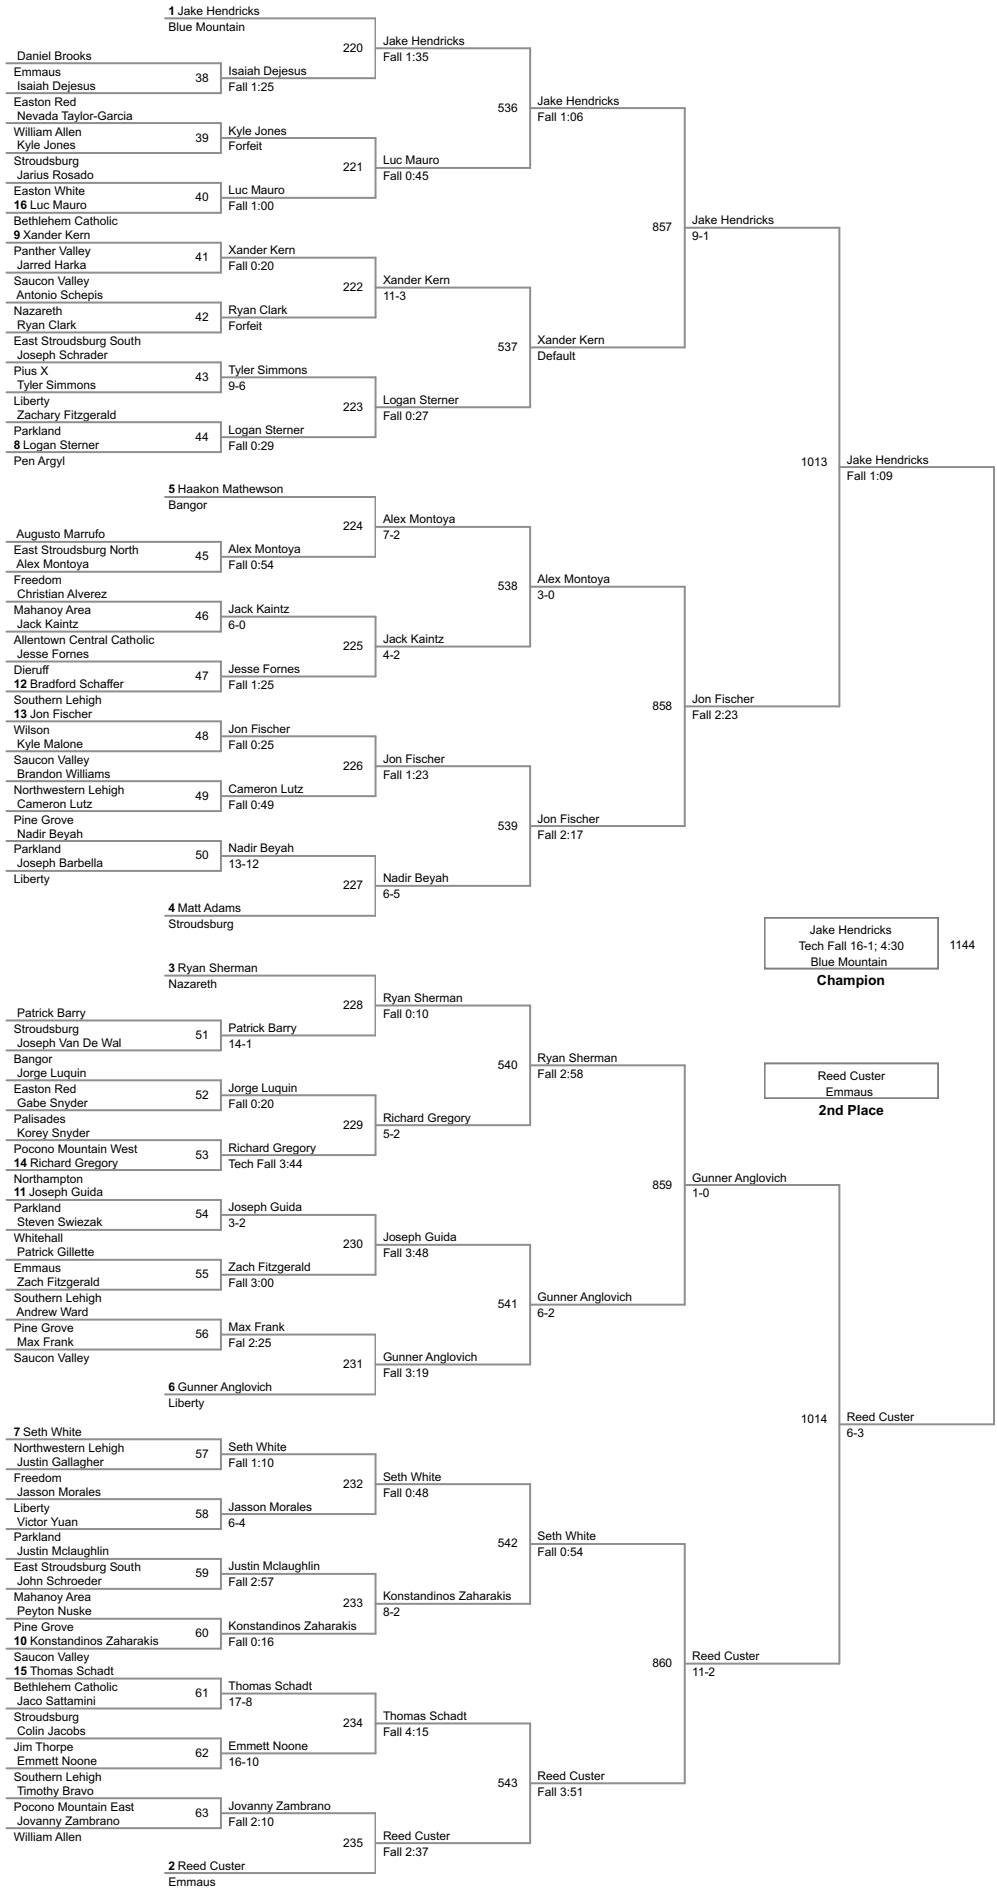 1 Jake Hendricks
Blue Mountain
220
Jake Hendricks
Fall 1:35
Daniel Brooks
Emmaus
38
Isaiah Dejesus
Isaiah Dejesus
Fall 1:25
Easton Red
536
Jake Hendricks
Fall 1:06
Nevada Taylor-Garcia
William Allen
39
Kyle Jones
Kyle Jones
Forfeit
Stroudsburg
221
Luc Mauro
Fall 0:45
Jarius Rosado
Easton White
40
Luc Mauro
16 Luc Mauro
Fall 1:00
Bethlehem Catholic
857
Jake Hendricks
9-1
9 Xander Kern
Panther Valley
41
Xander Kern
Jarred Harka
Fall 0:20
Saucon Valley
222
Xander Kern
11-3
Antonio Schepis
Nazareth
42
Ryan Clark
Ryan Clark
Forfeit
East Stroudsburg South
537
Xander Kern
Default
Joseph Schrader
Pius X
43
Tyler Simmons
Tyler Simmons
9-6
Liberty
223
Logan Sterner
Fall 0:27
Zachary Fitzgerald
Parkland
44
Logan Sterner
8 Logan Sterner
Fall 0:29
Pen Argyl
1013
Jake Hendricks
Fall 1:09
5 Haakon Mathewson
Bangor
224
Alex Montoya
7-2
Augusto Marrufo
East Stroudsburg North
45
Alex Montoya
Alex Montoya
Fall 0:54
Freedom
538
Alex Montoya
3-0
Christian Alverez
Mahanoy Area
46
Jack Kaintz
Jack Kaintz
6-0
Allentown Central Catholic
225
Jack Kaintz
4-2
Jesse Fornes
Dieruff
47
Jesse Fornes
12 Bradford Schaffer
Fall 1:25
Southern Lehigh
858
Jon Fischer
Fall 2:23
13 Jon Fischer
Wilson
48
Jon Fischer
Kyle Malone
Fall 0:25
Saucon Valley
226
Jon Fischer
Fall 1:23
Brandon Williams
Northwestern Lehigh
49
Cameron Lutz
Cameron Lutz
Fall 0:49
Pine Grove
539
Jon Fischer
Fall 2:17
Nadir Beyah
Parkland
50
Nadir Beyah
Joseph Barbella
13-12
Liberty
227
Nadir Beyah
6-5
4 Matt Adams
Stroudsburg
Jake Hendricks
Tech Fall 16-1; 4:30
Blue Mountain
1144
Champion
3 Ryan Sherman
Nazareth
228
Ryan Sherman
Fall 0:10
Patrick Barry
Stroudsburg
51
Patrick Barry
Joseph Van De Wal
14-1
Bangor
540
Ryan Sherman
Fall 2:58
Reed Custer
Emmaus
2nd Place
Jorge Luquin
Easton Red
52
Jorge Luquin
Gabe Snyder
Fall 0:20
Palisades
229
Richard Gregory
5-2
Korey Snyder
Pocono Mountain West
53
Richard Gregory
14 Richard Gregory
Tech Fall 3:44
Northampton
859
Gunner Anglovich
1-0
11 Joseph Guida
Parkland
54
Joseph Guida
Steven Swiezak
3-2
Whitehall
230
Joseph Guida
Fall 3:48
Patrick Gillette
Emmaus
55
Zach Fitzgerald
Zach Fitzgerald
Fall 3:00
Southern Lehigh
541
Gunner Anglovich
6-2
Andrew Ward
Pine Grove
56
Max Frank
Max Frank
Fal 2:25
Saucon Valley
231
Gunner Anglovich
Fall 3:19
6 Gunner Anglovich
Liberty
1014
Reed Custer
6-3
7 Seth White
Northwestern Lehigh
57
Seth White
Justin Gallagher
Fall 1:10
Freedom
232
Seth White
Fall 0:48
Jasson Morales
Liberty
58
Jasson Morales
Victor Yuan
6-4
Parkland
542
Seth White
Fall 0:54
Justin Mclaughlin
East Stroudsburg South
59
Justin Mclaughlin
John Schroeder
Fall 2:57
Mahanoy Area
233
Konstandinos Zaharakis
8-2
Peyton Nuske
Pine Grove
60
Konstandinos Zaharakis
10 Konstandinos Zaharakis
Fall 0:16
Saucon Valley
860
Reed Custer
11-2
15 Thomas Schadt
Bethlehem Catholic
61
Thomas Schadt
Jaco Sattamini
17-8
Stroudsburg
234
Thomas Schadt
Fall 4:15
Colin Jacobs
Jim Thorpe
62
Emmett Noone
Emmett Noone
16-10
Southern Lehigh
543
Reed Custer
Fall 3:51
Timothy Bravo
Pocono Mountain East
63
Jovanny Zambrano
Jovanny Zambrano
Fall 2:10
William Allen
235
Reed Custer
Fall 2:37
2 Reed Custer
Emmaus